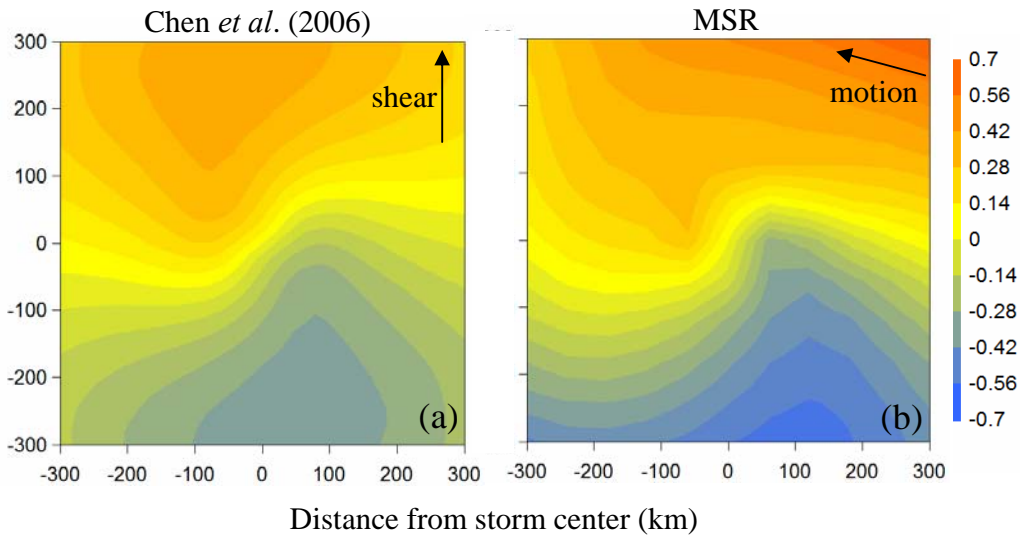 Chen et al. (2006)
MSR
300
200
100
0
-100
-200
-300
shear
(a)
-300 -200 -100 0 100 200 300
motion
(b)
-300 -200 -100 0 100 200 300
0.7
0.56
0.42
0.28
0.14
0
-0.14
-0.28
-0.42
-0.56
-0.7
Distance from storm center (km)